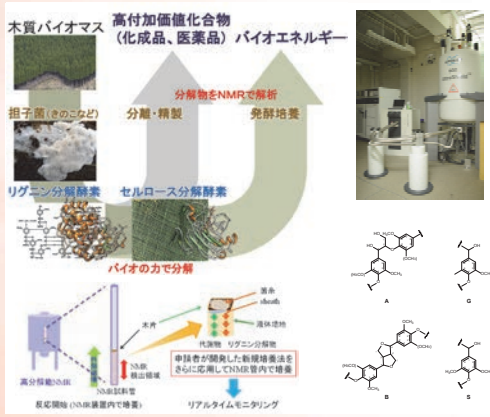 木質バイオマス
高付加価値化合物
（化成品、医薬品）バイオエネルギー
分解物をNMRで解析
担子菌(きのこなど)
分離・精製
発酵培養
リグニン分解酵素
セルロース分解酵素
バイオの力で分解
菌糸
sheath
液体培地
木片
代謝物 リグニン分解物
NMR
検出領域
申請者が開発した新規培養法を
さらに応用してNMR管内で培養
高分解能NMR
NMR試料管
反応開始 (NMR装置内で培養)
リアルタイムモニタリング
A
G
B
S